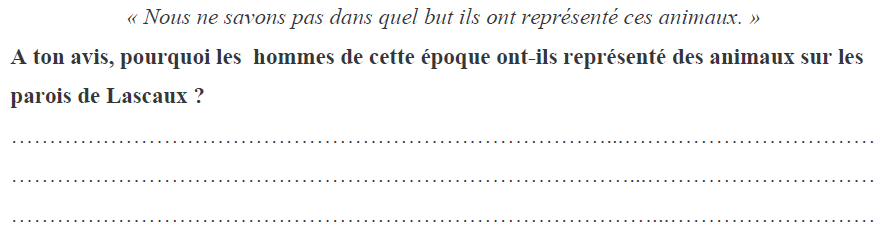 « Nous ne savons pas dans quel but ils ont représenté ces animaux. »
A ton avis, pourquoi les  hommes de cette époque ont-ils représenté des animaux sur les
parois de Lascaux ?
………………………………………………………………………...……………………………
…………………………………………………………………………...…………………………
……………………………………………………………………………...………………………